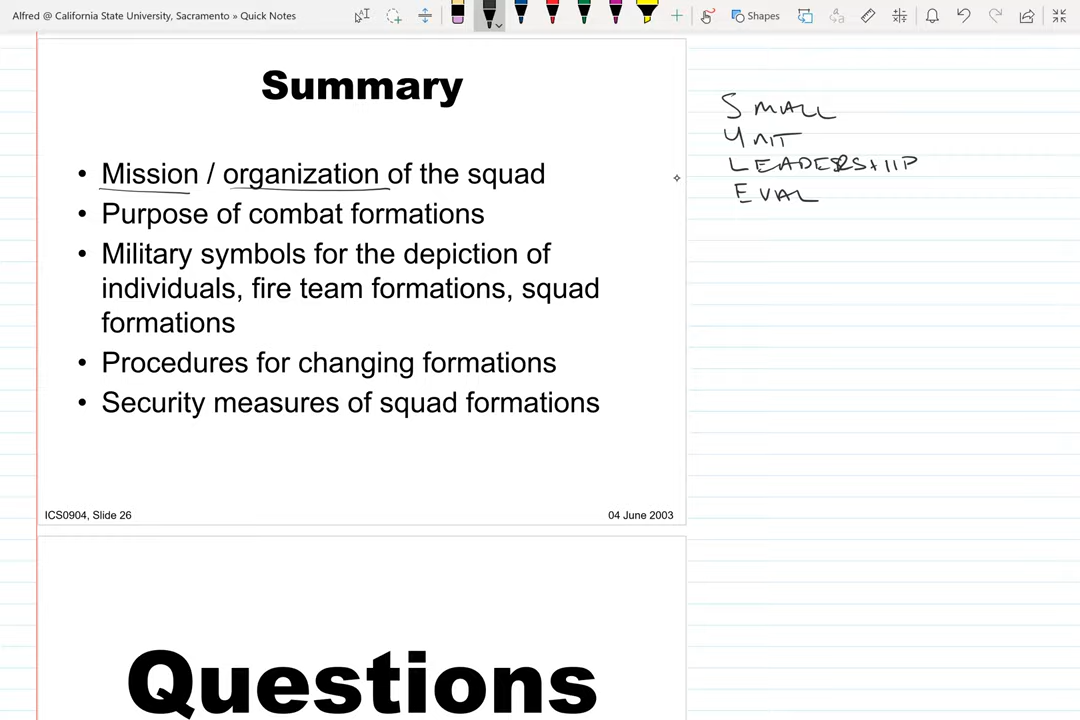 Alfred @ California State University, Sacramento » Quick Notes
Shapes
Summary
• Mission / organization of the squad
• Purpose of combat formations
• Military symbols for the depiction of
individuals, fire team formations, squad
formations
• Procedures for changing formations
• Security measures of squad formations
ICS0904, Slide 26
04 June 2003
SMALL
UNIT
LEADERSHIP
EVAL
Questions